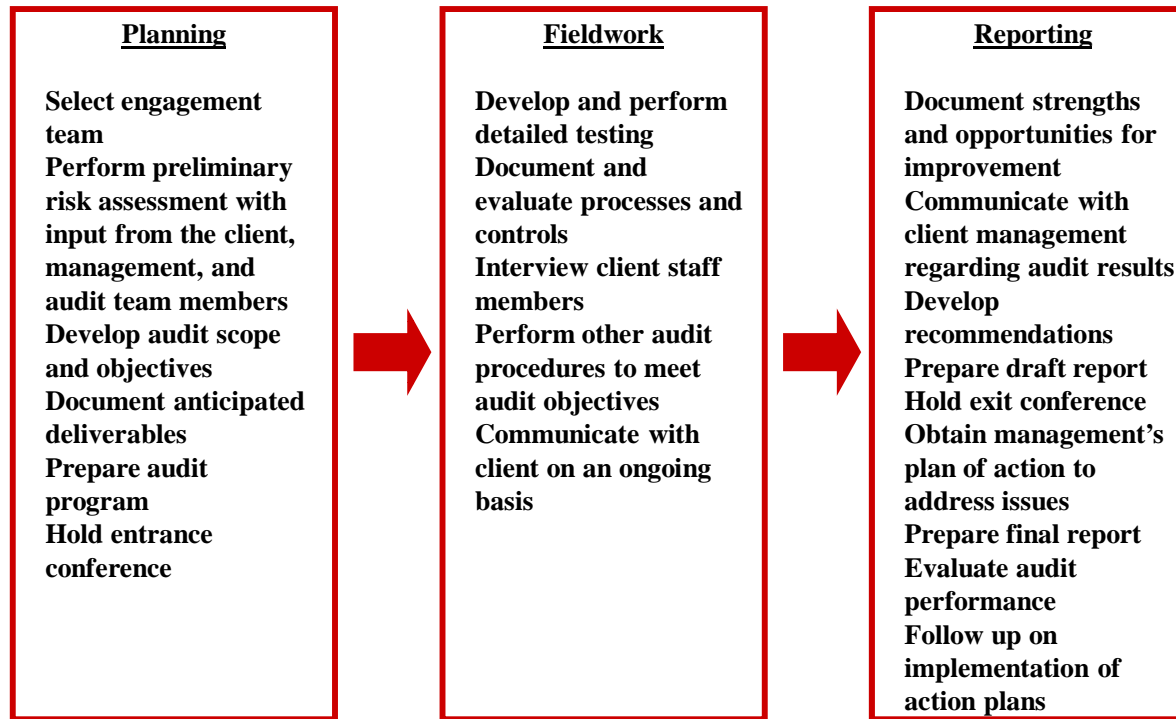 Planning
Select engagement
team
Perform preliminary
risk assessment with
input from the client,
management, and
audit team members
Develop audit scope
and objectives
Document anticipated
deliverables
Prepare audit
program
Hold entrance
conference
Fieldwork
Develop and perform
detailed testing
Document and
evaluate processes and
controls
Interview client staff
members
Perform other audit
procedures to meet
audit objectives
Communicate with
client on an ongoing
basis
Reporting
Document strengths
and opportunities for
improvement
Communicate with
client management
regarding audit results
Develop
recommendations
Prepare draft report
Hold exit conference
Obtain management’s
plan of action to
address issues
Prepare final report
Evaluate audit
performance
Follow up on
implementation of
action plans